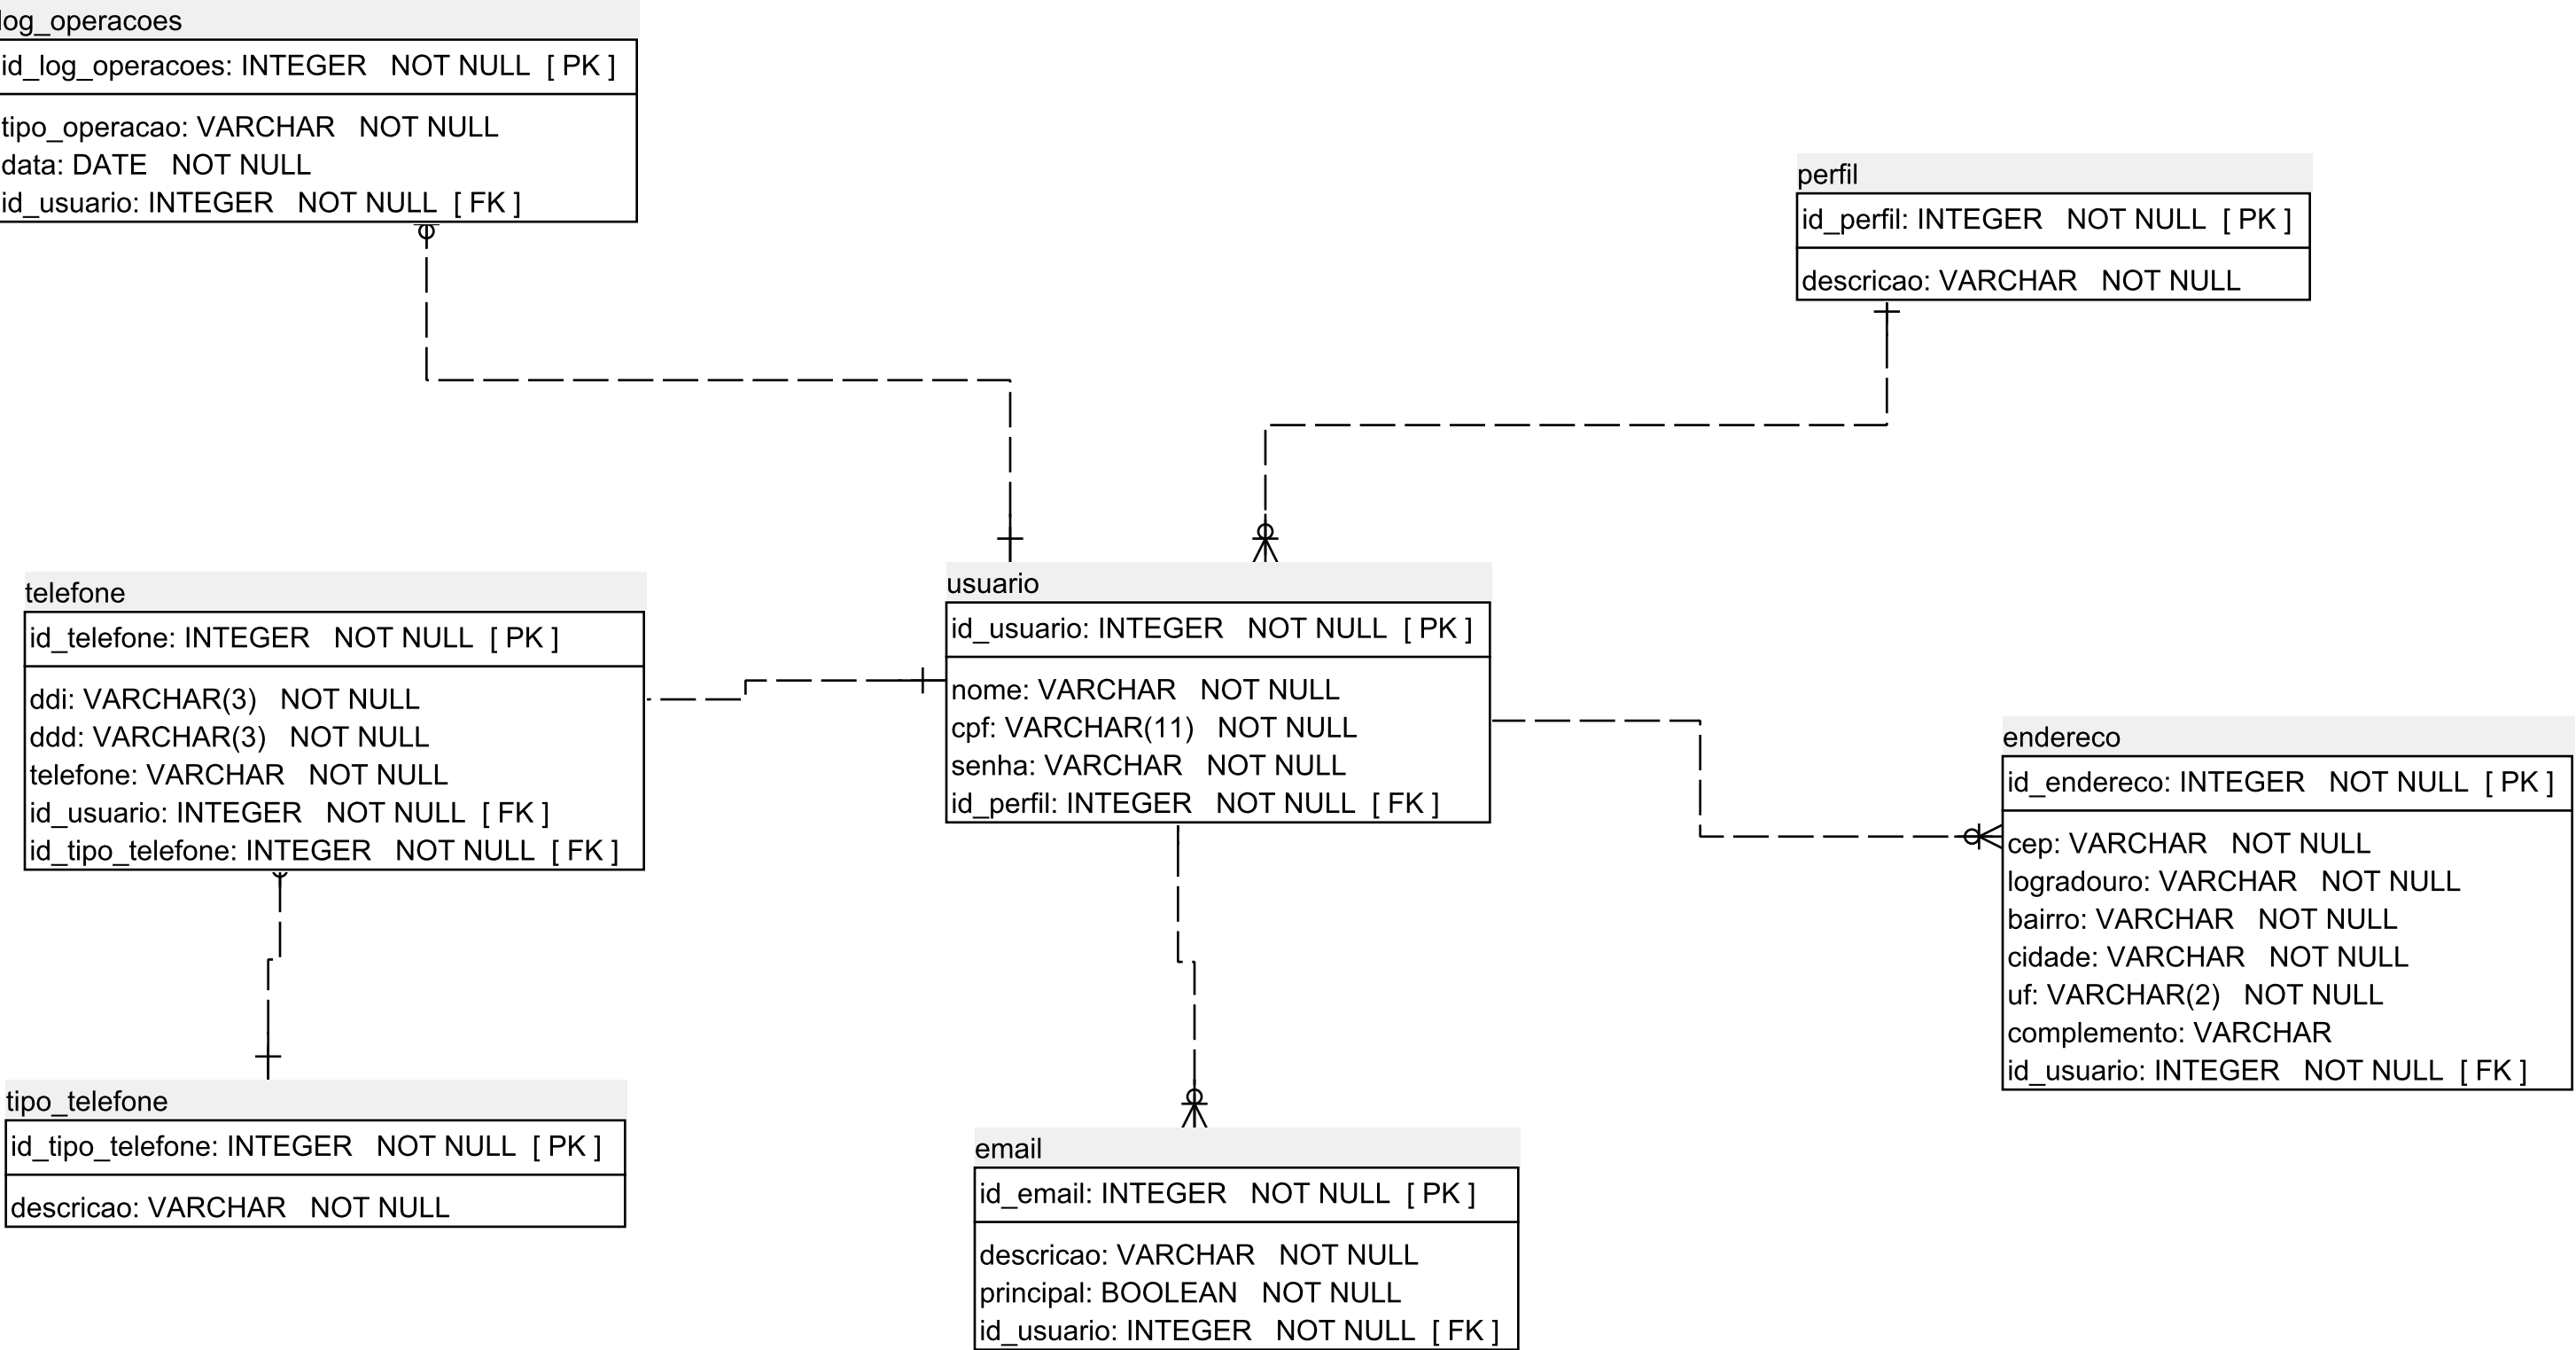 log_operacoes
id_log_operacoes: INTEGER NOT NULL [ PK ]
tipo_operacao: VARCHAR NOT NULL
data: DATE NOT NULL
id_usuario: INTEGER NOT NULL [ FK ]
perfil
id_perfil: INTEGER NOT NULL [ PK ]
descricao: VARCHAR NOT NULL
telefone
id_telefone: INTEGER NOT NULL [ PK ]
ddi: VARCHAR(3) NOT NULL
ddd: VARCHAR(3) NOT NULL
telefone: VARCHAR NOT NULL
id_usuario: INTEGER NOT NULL [ FK ]
id_tipo_telefone: INTEGER NOT NULL [ FK ]
usuario
id_usuario: INTEGER NOT NULL [ PK ]
nome: VARCHAR NOT NULL
cpf: VARCHAR(11) NOT NULL
senha: VARCHAR NOT NULL
id_perfil: INTEGER NOT NULL [ FK ]
endereco
id_endereco: INTEGER NOT NULL [ PK ]
cep: VARCHAR NOT NULL
logradouro: VARCHAR NOT NULL
bairro: VARCHAR NOT NULL
cidade: VARCHAR NOT NULL
uf: VARCHAR(2) NOT NULL
complemento: VARCHAR
id_usuario: INTEGER NOT NULL [ FK ]
tipo_telefone
id_tipo_telefone: INTEGER NOT NULL [ PK ]
descricao: VARCHAR NOT NULL
email
id_email: INTEGER NOT NULL [ PK ]
descricao: VARCHAR NOT NULL
principal: BOOLEAN NOT NULL
id_usuario: INTEGER NOT NULL [ FK ]